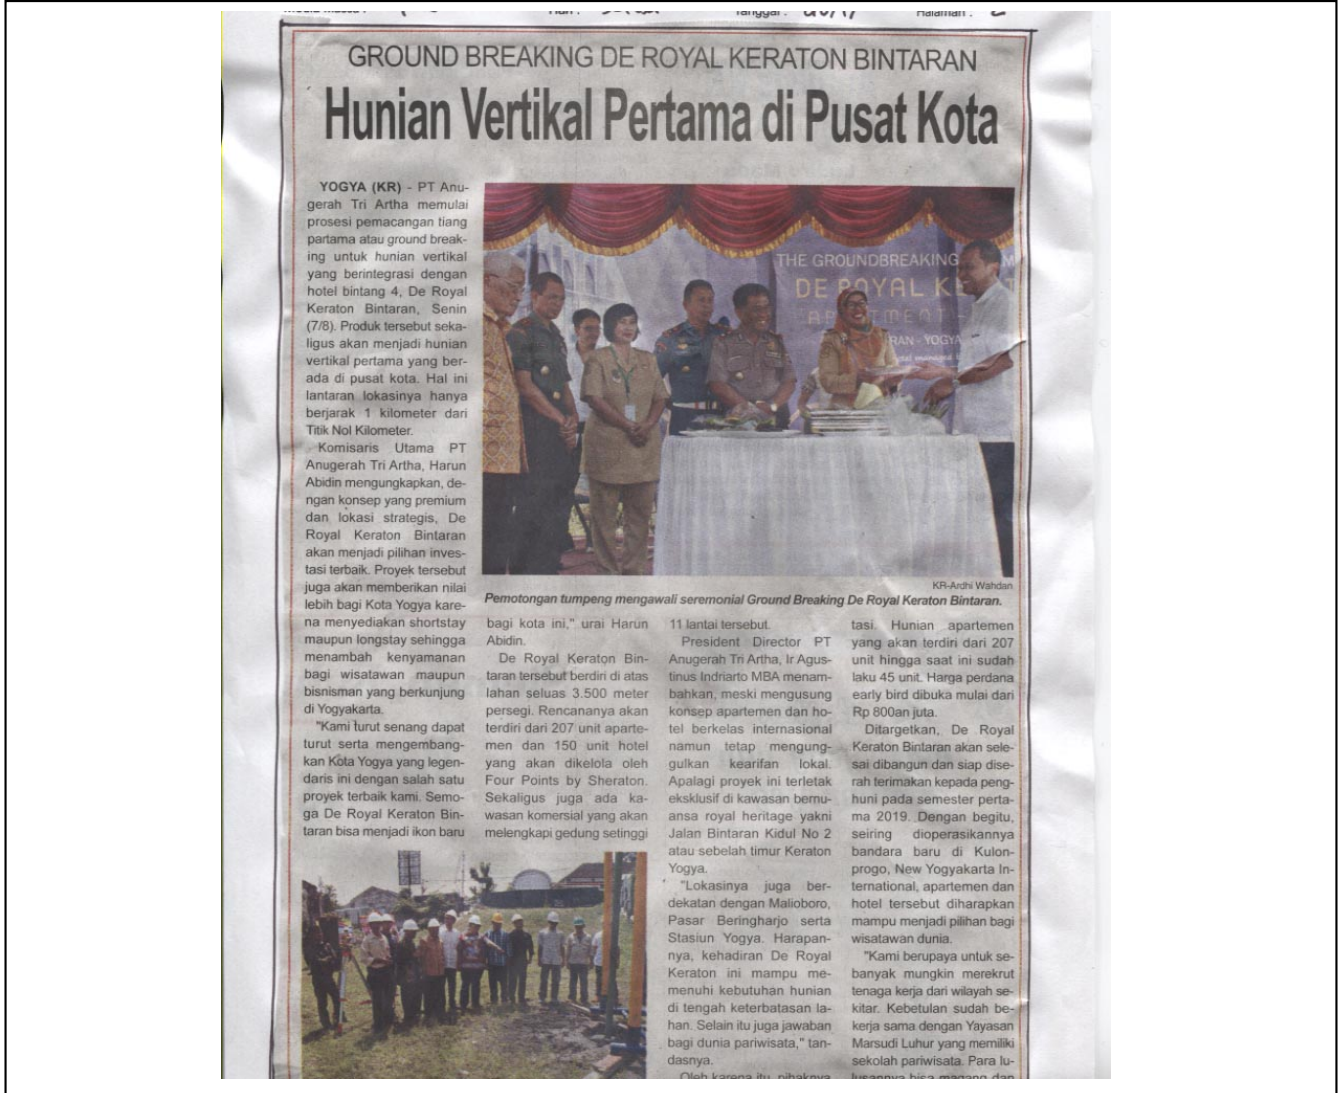 Tanggal :
Halaman :
GROUND BREAKING DE ROYAL KERATON BINTARAN
Hunian Vertikal Pertama di Pusat Kota
YOGYA (KR) - PT Anu-
gerah Tri Artha memulai
prosesi pemacangan tiang
partama atau ground break-
ing untuk hunian vertikal
yang berintegrasi dengan
hotel bintang 4, De Royal
Keraton Bintaran, Senin
(7/8). Produk tersebut seka-
ligus akan menjadi hunian
vertikal pertama yang ber-
ada di pusat kota. Hal ini
lantaran lokasinya hanya
berjarak 1 kilometer dari
Titik Nol Kilometer.
Komisaris Utama PT
Anugerah Tri Artha, Harun
Abidin mengungkapkan, de-
ngan konsep yang premium
dan lokasi strategis, De
Royal Keraton Bintaran
akan menjadi pilihan inves-
tasi terbaik. Proyek tersebut
juga akan memberikan nilai
lebih bagi Kota Yogya kare-
na menyediakan shortstay
maupun longstay sehingga
menambah kenyamanan
bagi wisatawan maupun
bisnisman yang berkunjung
di Yogyakarta.
"Kami turut senang dapat
turut serta mengembang-
kan Kota Yogya yang legen-
daris ini dengan salah satu
proyek terbaik kami. Semo-
ga De Royal Keraton Bin-
taran bisa menjadi ikon baru
THE GROUNDBREAKING
DE ROYAL KE
KR-Ardhi Wahdan
Pemotongan tumpeng mengawali seremonial Ground Breaking De Royal Keraton Bintaran.
bagi kota ini," urai Harun
Abidin.
De Royal Keraton Bin-
taran tersebut berdiri di atas
lahan seluas 3.500 meter
persegi. Rencananya akan
terdiri dari 207 unit aparte-
men dan 150 unit hotel
yang akan dikelola oleh
Four Points by Sheraton.
Sekaligus juga ada ka-
wasan komersial yang akan
melengkapi gedung setinggi
11 lantai tersebut.
President Director PT
Anugerah Tri Artha, Ir Agus-
tinus Indriarto MBA menam-
bahkan, meski mengusung
konsep apartemen dan ho-
tel berkelas internasional
namun tetap mengung-
gulkan kearifan lokal.
Apalagi proyek ini terletak
eksklusif di kawasan bernu-
ansa royal heritage yakni
Jalan Bintaran Kidul No 2
atau sebelah timur Keraton
Yogya.
"Lokasinya juga ber-
dekatan dengan Malioboro,
Pasar Beringharjo serta
Stasiun Yogya. Harapan-
nya, kehadiran De Royal
Keraton ini mampu me-
menuhi kebutuhan hunian
di tengah keterbatasan la-
han. Selain itu juga jawaban
bagi dunia pariwisata," tan-
dasnya.
Oleh karena itu, pihaknya
tasi. Hunian apartemen
yang akan terdiri dari 207
unit hingga saat ini sudah
laku 45 unit. Harga perdana
early bird dibuka mulai dari
Rp 800an juta.
Ditargetkan, De Royal
Keraton Bintaran akan sele-
sai dibangun dan siap dise-
rah terimakan kepada peng-
huni pada semester perta-
ma 2019. Dengan begitu,
seiring dioperasikannya
bandara baru di Kulon-
progo, New Yogyakarta In-
ternational, apartemen dan
hotel tersebut diharapkan
mampu menjadi pilihan bagi
wisatawan dunia.
"Kami berupaya untuk se-
banyak mungkin merekrut
tenaga kerja dari wilayah se-
kitar. Kebetulan sudah be-
kerja sama dengan Yayasan
Marsudi Luhur yang memiliki
sekolah pariwisata. Para lu-
lusannya bisa magang dan